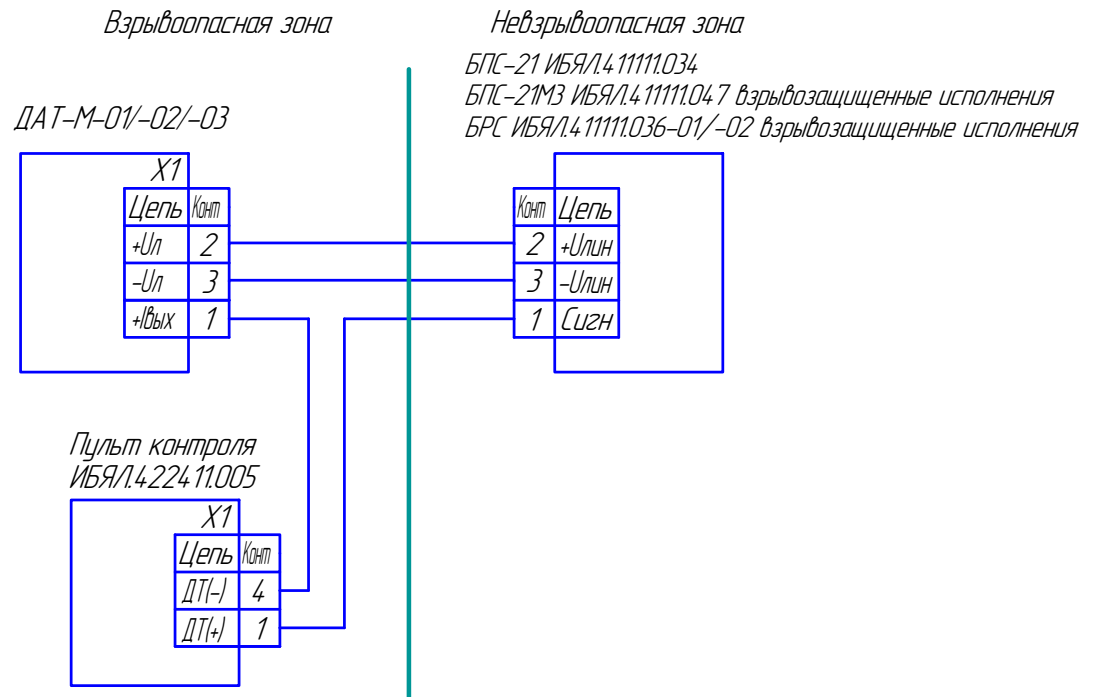 Взрывоопасная зона
Невзрывоопасная зона
БПС-21 ИБЯЛ.411111.034
БПС-21М3 ИБЯЛ.411111.047 взрывозащищенные исполнения
БРС ИБЯЛ.411111.036-01/-02 взрывозащищенные исполнения
ДАТ-М-01/-02/-03
X1
Цепь Конт
+Uл 2
-Uл 3
+Iвых 1
Конт Цепь
2 +Uлин
3 -Uлин
1 Сигн
Пульт контроля
ИБЯЛ.422411.005
X1
Цепь Конт
ДТ(-) 4
ДТ(+) 1